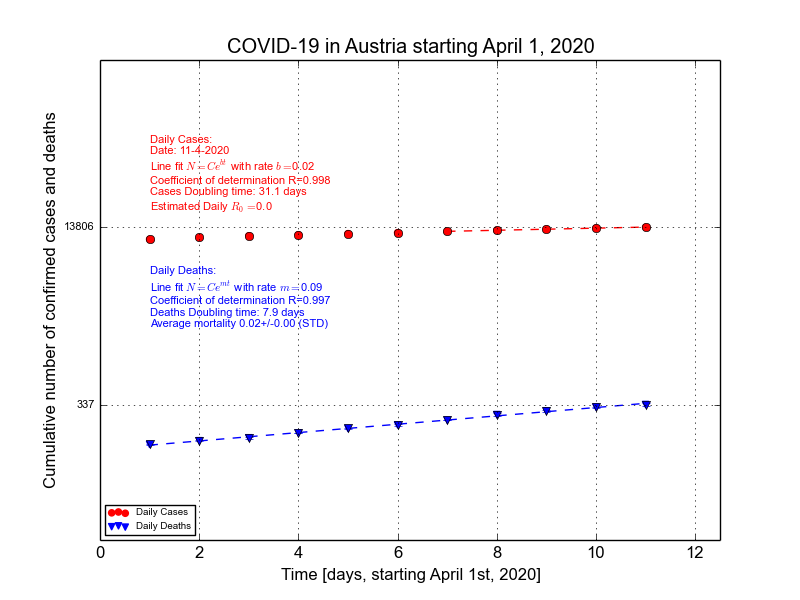 COVID-19 in Austria starting April 1, 2020
Cumulative number of confirmed cases and deaths
Daily Cases:
Date: 11-4-2020
Line fit N=Ce^{bt} with rate b=0.02
Coefficient of determination R=0.998
Cases Doubling time: 31.1 days
Estimated Daily R_0=0.0
13806
Daily Deaths:
Line fit N=Ce^{mt} with rate m=0.09
Coefficient of determination R=0.997
Deaths Doubling time: 7.9 days
Average mortality 0.02+/-0.00 (STD)
337
Daily Cases
Daily Deaths
0 2 4 6 8 10 12
Time [days, starting April 1st, 2020]